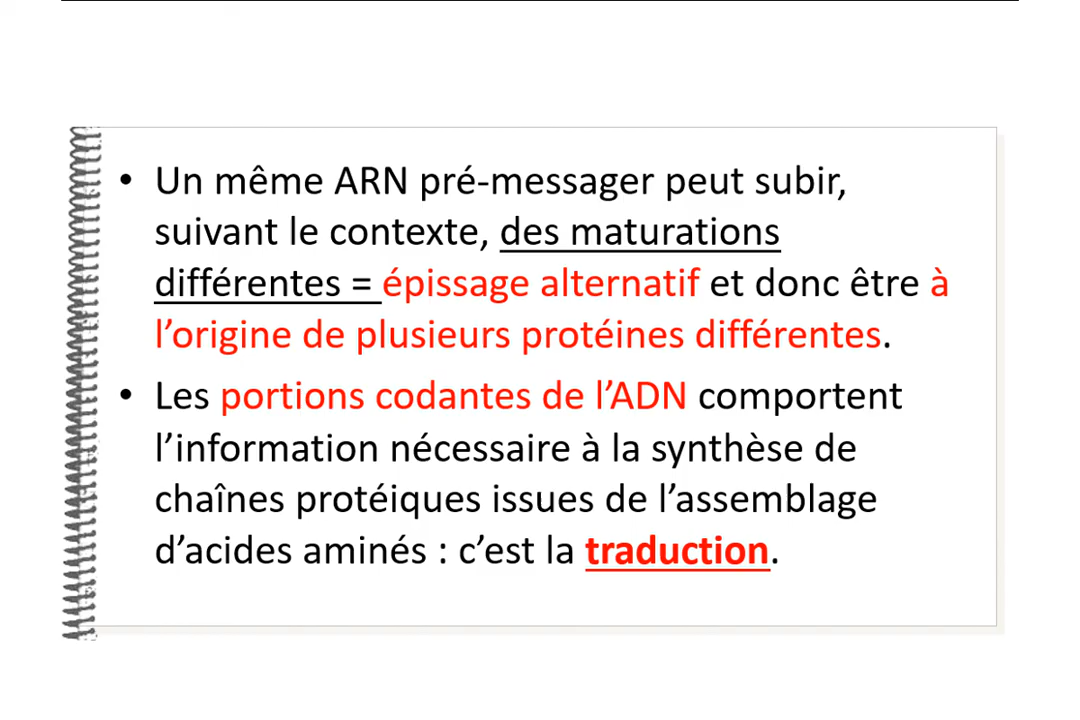 • Un même ARN pré-messager peut subir,
suivant le contexte, des maturations
différentes = épissage alternatif et donc être à
l’origine de plusieurs protéines différentes.
• Les portions codantes de l’ADN comportent
l’information nécessaire à la synthèse de
chaînes protéiques issues de l’assemblage
d’acides aminés : c’est la traduction.